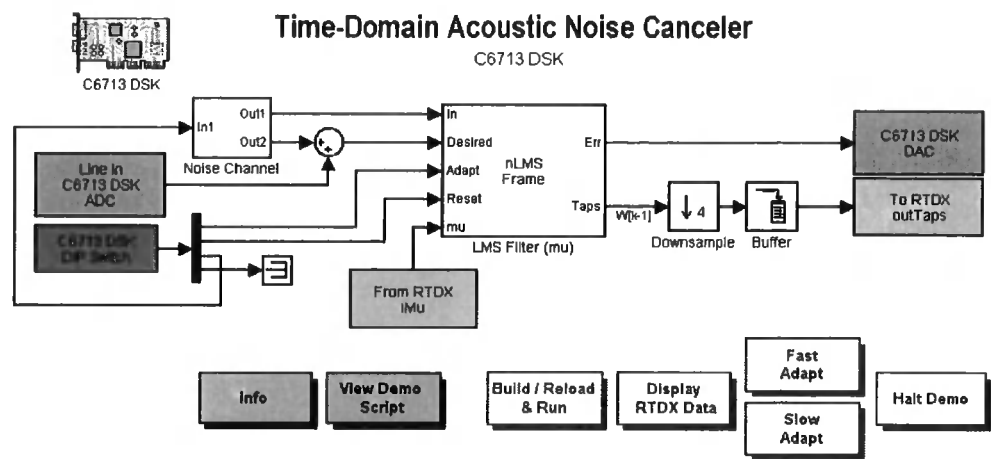 Time-Domain Acoustic Noise Canceler
C6713 DSK
C6713 DSK
In1
Out1
Out2
Noise Channel
Line In
C6713 DSK
ADC
C6713 DSK
DIP Switch
In
Desired
Adapt
Reset
mu
nLMS
Frame
Err
Taps
LMS Filter (mu)
From RTDX
iMu
W[k-1]
4
Downsample
Buffer
C6713 DSK
DAC
To RTDX
outTaps
Info
View Demo
Script
Build / Reload
& Run
Display
RTDX Data
Fast
Adapt
Slow
Adapt
Halt Demo